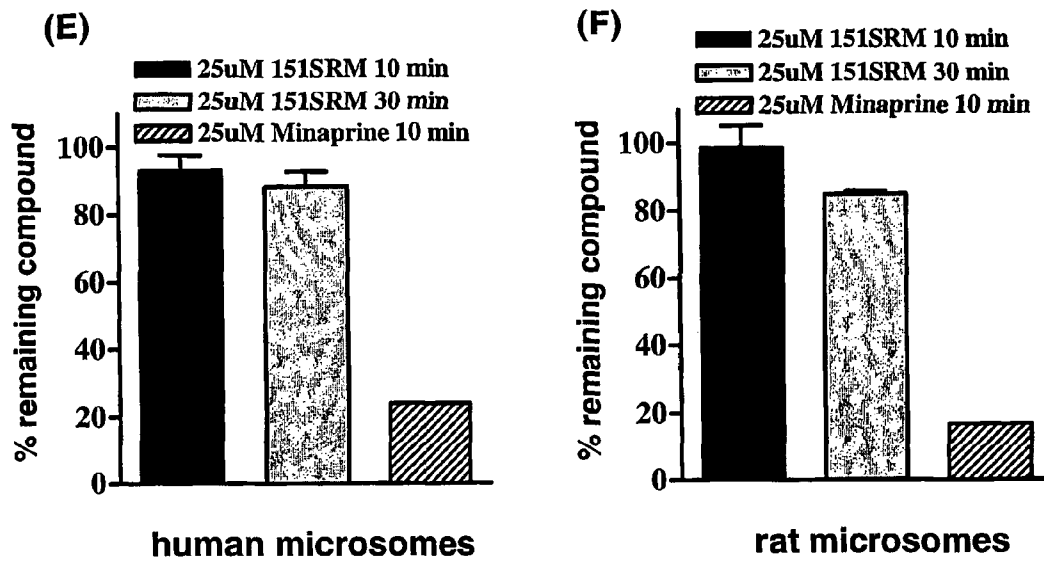 (E)
25uM 151SRM 10 min
25uM 151SRM 30 min
25uM Minaprine 10 min
% remaining compound
100
80
60
40
20
0
human microsomes
(F)
25uM 151SRM 10 min
25uM 151SRM 30 min
25uM Minaprine 10 min
% remaining compound
100
80
60
40
20
0
rat microsomes